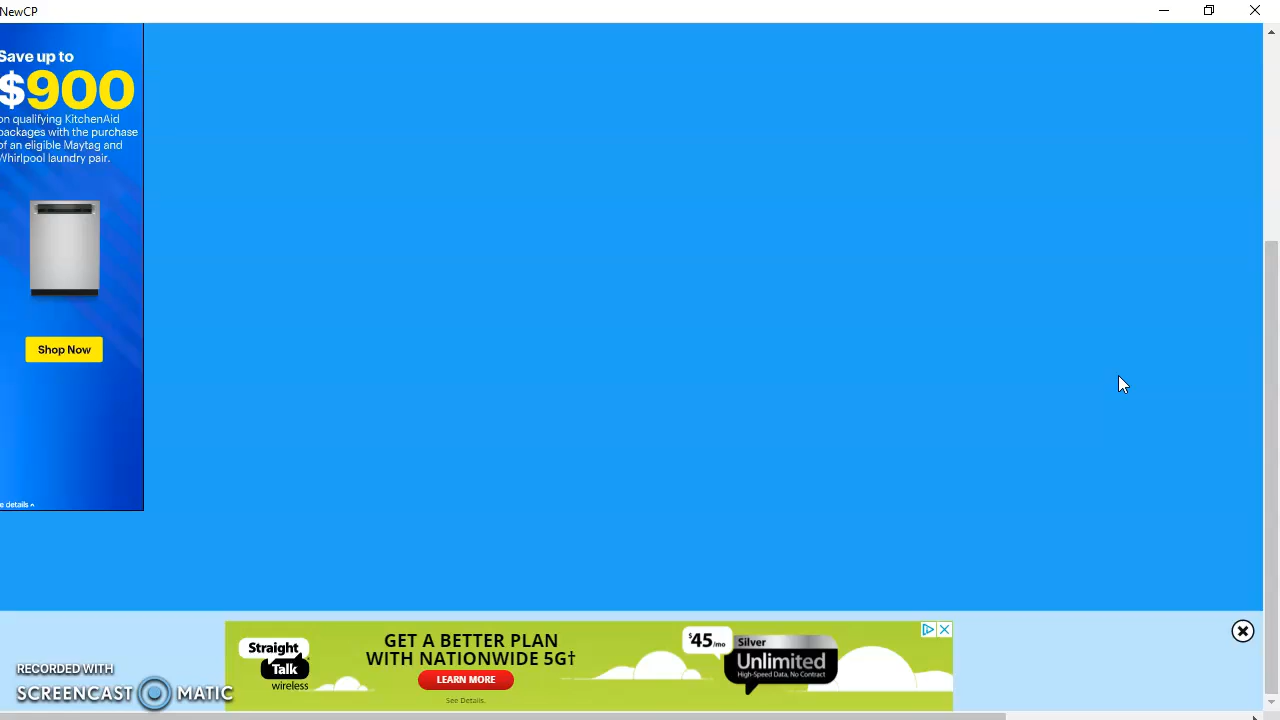 NewCP
Save up to
$900
on qualifying KitchenAid
packages with the purchase
of an eligible Maytag and
Whirlpool laundry pair.
Shop Now
e details ^
Straight
Talk
wireless
GET A BETTER PLAN
WITH NATIONWIDE 5G†
LEARN MORE
See Details.
$45/mo
Silver
Unlimited
High-Speed Data, No Contract
RECORDED WITH
SCREENCAST MATIC